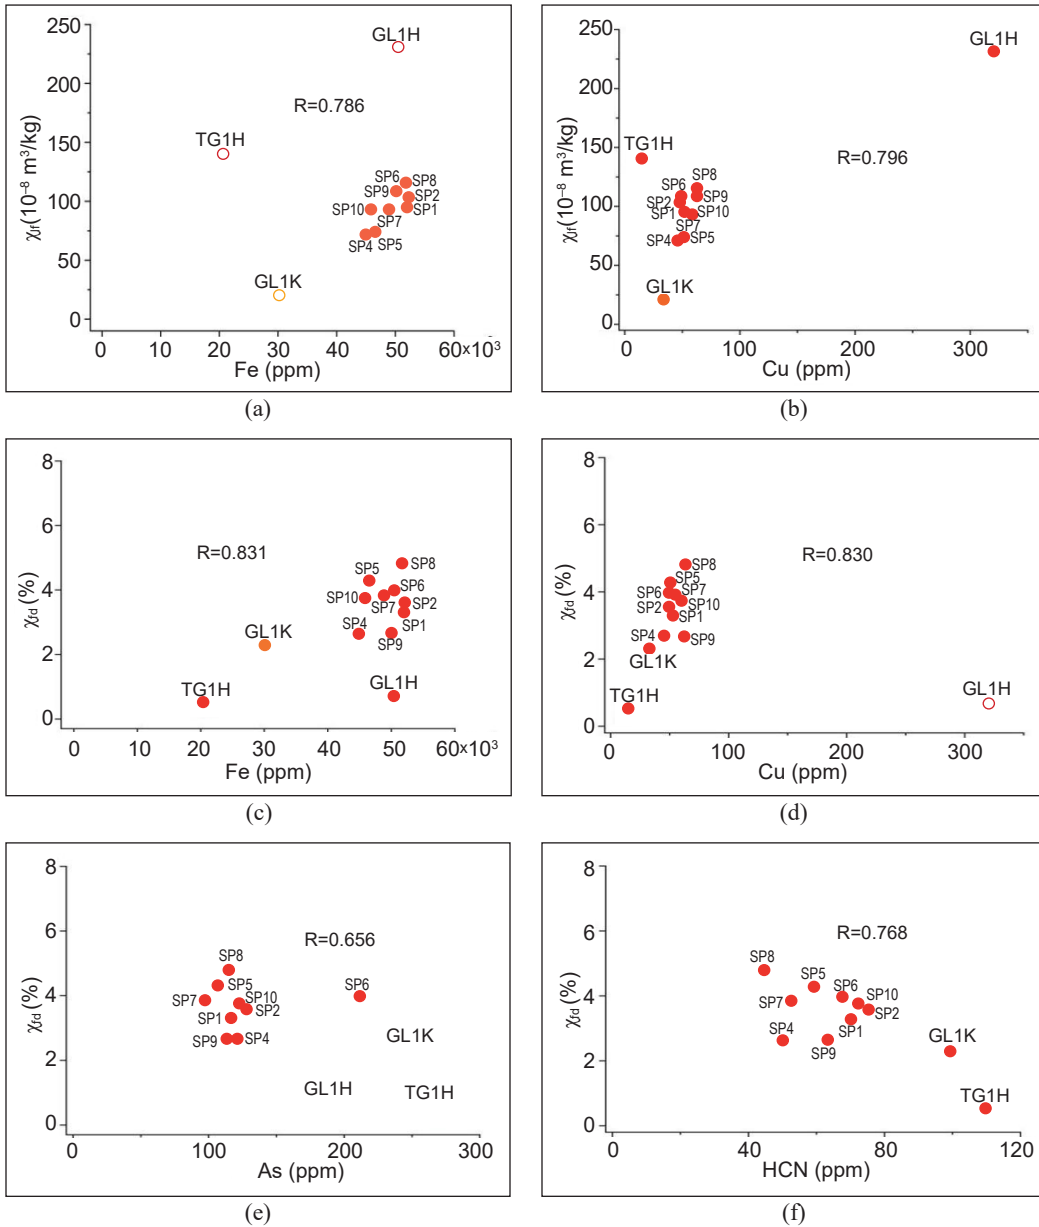 250
200
150
100
50
0
χlf(10⁻⁸ m³/kg)
GL1H
R=0.786
TG1H
SP6
SP8
SP9
SP2
SP10
SP1
SP7
SP4
SP5
GL1K
0 10 20 30 40 50 60×10³
Fe (ppm)
(a)
250
200
150
100
50
0
χlf(10⁻⁸ m³/kg)
GL1H
TG1H
R=0.796
SP8
SP6
SP9
SP2
SP1
SP10
SP7
SP4
SP5
GL1K
0 100 200 300
Cu (ppm)
(b)
8
6
4
2
0
χfd (%)
R=0.831
SP8
SP5
SP6
SP10
SP7
SP2
SP1
SP4
SP9
GL1K
GL1H
TG1H
0 10 20 30 40 50 60×10³
Fe (ppm)
(c)
8
6
4
2
0
χfd (%)
R=0.830
SP8
SP5
SP7
SP6
SP10
SP2
SP1
SP4
SP9
GL1K
TG1H
GL1H
0 100 200 300
Cu (ppm)
(d)
8
6
4
2
0
χfd (%)
R=0.656
SP8
SP5
SP7
SP10
SP6
SP2
SP1
SP9
SP4
GL1K
GL1H
TG1H
0 100 200 300
As (ppm)
(e)
8
6
4
2
0
χfd (%)
R=0.768
SP8
SP5
SP6
SP7
SP10
SP2
SP1
SP4
SP9
GL1K
TG1H
0 40 60 80 120
HCN (ppm)
(f)